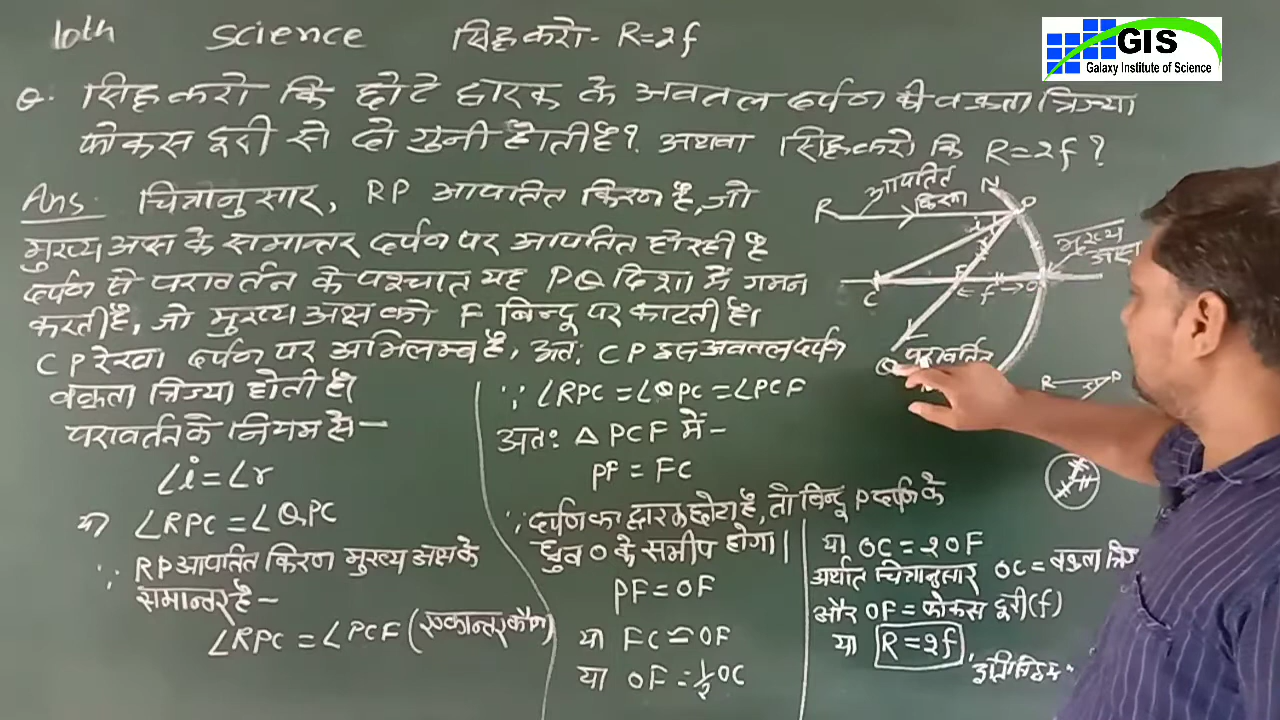 10th Science सिद्ध करो- R=2f
GIS
Galaxy Institute of Science
Q. सिद्ध करो कि छोटे द्वारक के अवतल दर्पण की वक्रता त्रिज्या
फोकस दूरी से दो गुनी होती है? अथवा सिद्ध करो कि R=2f?
Ans. चित्रानुसार, RP आपतित किरण है, जो
मुख्य अक्ष के समान्तर दर्पण पर आपतित हो रही है
दर्पण से परावर्तन के पश्चात यह PQ दिशा में गमन
करती है, जो मुख्य अक्ष को F बिन्दु पर काटती है।
CP रेखा दर्पण पर अभिलम्ब है, अत: CP इस अवतल दर्पण
वक्रता त्रिज्या होती है।
परावर्तन के नियम से—
∠i=∠r
या ∠RPC=∠QPC
∵ RP आपतित किरण मुख्य अक्ष के
समान्तर है—
∠RPC=∠PCF (एकान्तर कोण)
∵ ∠RPC=∠QPC=∠PCF
अत: △ PCF में—
PF = FC
∵ दर्पण का द्वारक छोटा है, तो बिन्दु P दर्पण के
ध्रुव O के समीप होगा।
PF=OF
या FC=OF
या OF=1/2 OC
या OC=2OF
अर्थात चित्रानुसार OC=वक्रता त्रि
और OF=फोकस दूरी(f)
या R=2f,
आपतित
किरण
N
R
P
i
r
मुख्य
अक्ष
C
F
f
O
Q
परावर्तित
R
P